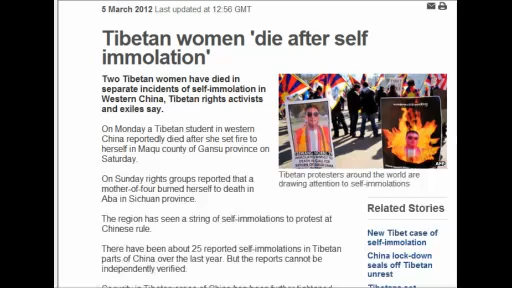 5 March 2012 Last updated at 12:56 GMT
Tibetan women 'die after self
immolation'
Two Tibetan women have died in
separate incidents of self-immolation in
Western China, Tibetan rights activists
and exiles say.
On Monday a Tibetan student in western
China reportedly died after she set fire to
herself in Maqu county of Gansu province on
Saturday.
On Sunday rights groups reported that a
mother-of-four burned herself to death in
Aba in Sichuan province.
The region has seen a string of self-immolations to protest at
Chinese rule.
There have been about 25 reported self-immolations in Tibetan
parts of China over the last year. But the reports cannot be
independently verified.
AFP
Tibetan protesters around the world are
drawing attention to self-immolations
Related Stories
New Tibet case of
self-immolation
China lock-down
seals off Tibetan
unrest